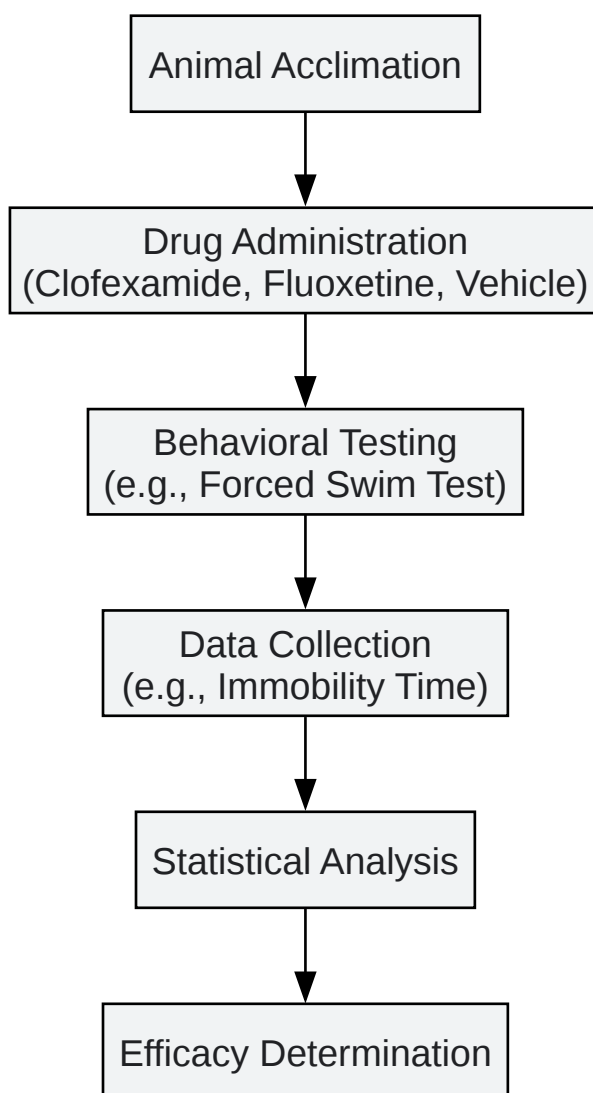 Animal Acclimation
Drug Administration
(Clofexamide, Fluoxetine, Vehicle)
Behavioral Testing
(e.g., Forced Swim Test)
Data Collection
(e.g., Immobility Time)
Statistical Analysis
Efficacy Determination